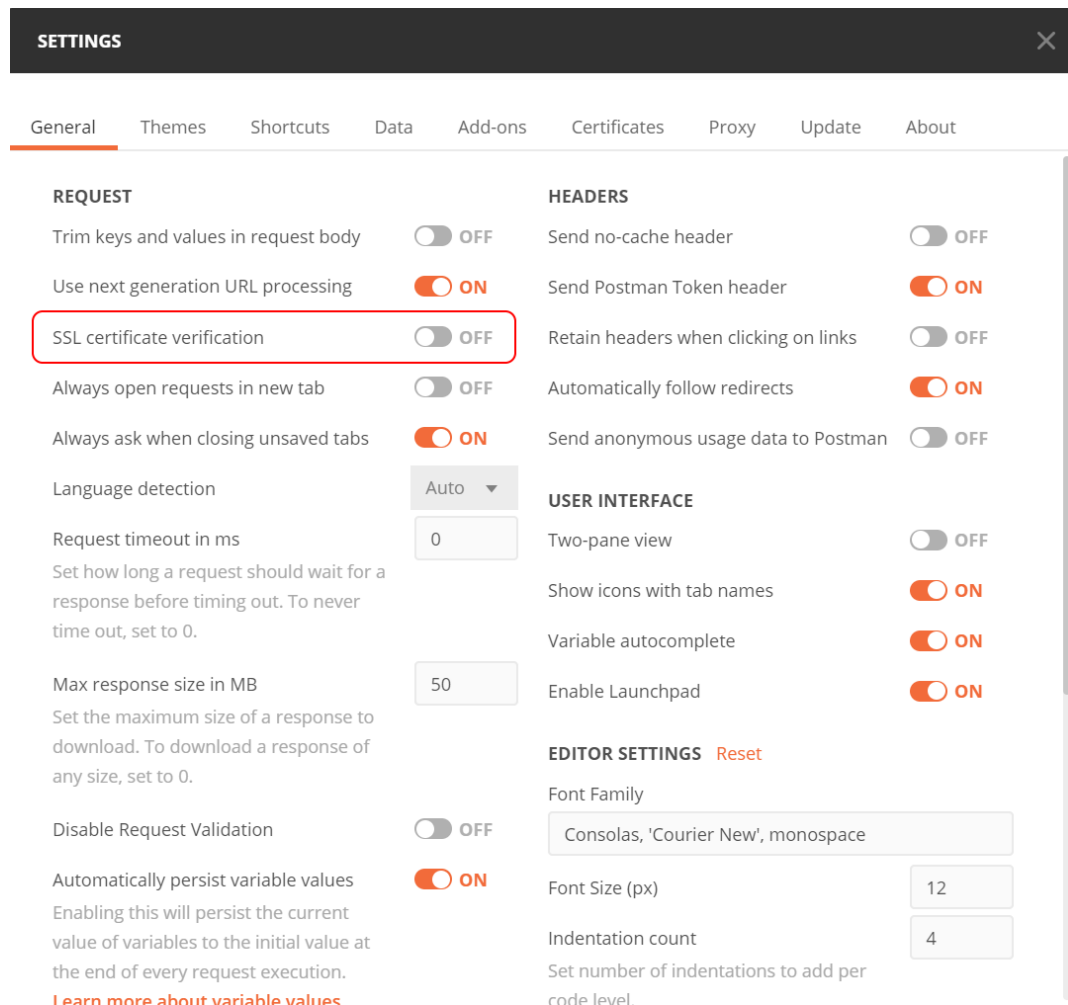 SETTINGS
General Themes Shortcuts Data Add-ons Certificates Proxy Update About
REQUEST
Trim keys and values in request body OFF
Use next generation URL processing ON
SSL certificate verification OFF
Always open requests in new tab OFF
Always ask when closing unsaved tabs ON
Language detection Auto
Request timeout in ms 0
Set how long a request should wait for a
response before timing out. To never
time out, set to 0.
Max response size in MB 50
Set the maximum size of a response to
download. To download a response of
any size, set to 0.
Disable Request Validation OFF
Automatically persist variable values ON
Enabling this will persist the current
value of variables to the initial value at
the end of every request execution.
Learn more about variable values
HEADERS
Send no-cache header OFF
Send Postman Token header ON
Retain headers when clicking on links OFF
Automatically follow redirects ON
Send anonymous usage data to Postman OFF
USER INTERFACE
Two-pane view OFF
Show icons with tab names ON
Variable autocomplete ON
Enable Launchpad ON
EDITOR SETTINGS Reset
Font Family
Consolas, 'Courier New', monospace
Font Size (px) 12
Indentation count 4
Set number of indentations to add per
code level.